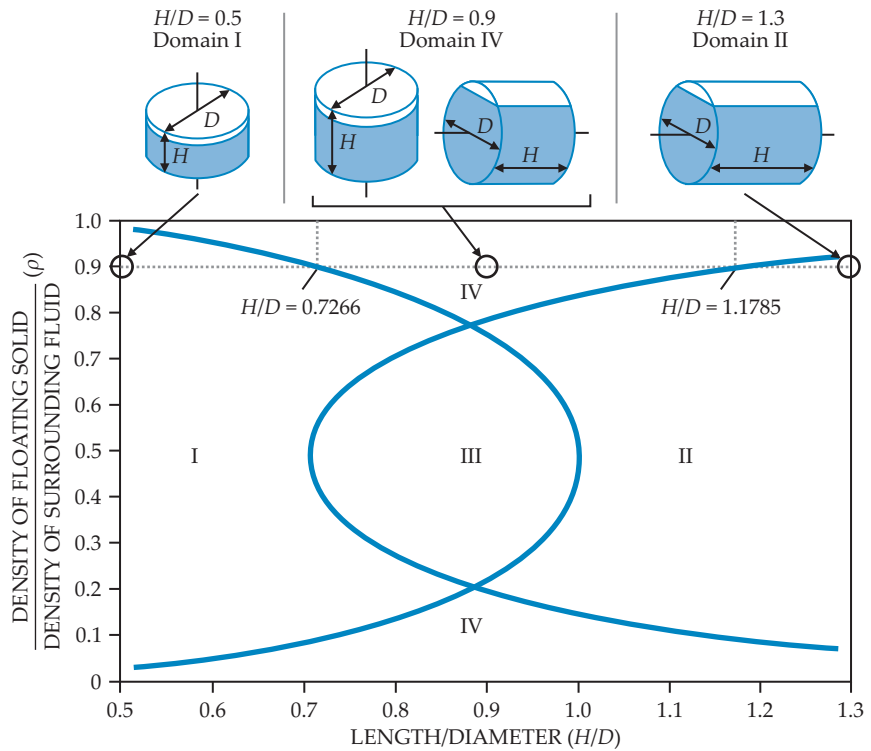 H/D = 0.5
Domain I
H/D = 0.9
Domain IV
H/D = 1.3
Domain II
D
H
D
H
D
H
D
H
1.0
0.9
0.8
0.7
0.6
0.5
0.4
0.3
0.2
0.1
0
DENSITY OF FLOATING SOLID
DENSITY OF SURROUNDING FLUID
(ρ)
IV
H/D = 0.7266
H/D = 1.1785
I
III
II
IV
0.5
0.6
0.7
0.8
0.9
1.0
1.1
1.2
1.3
LENGTH/DIAMETER (H/D)